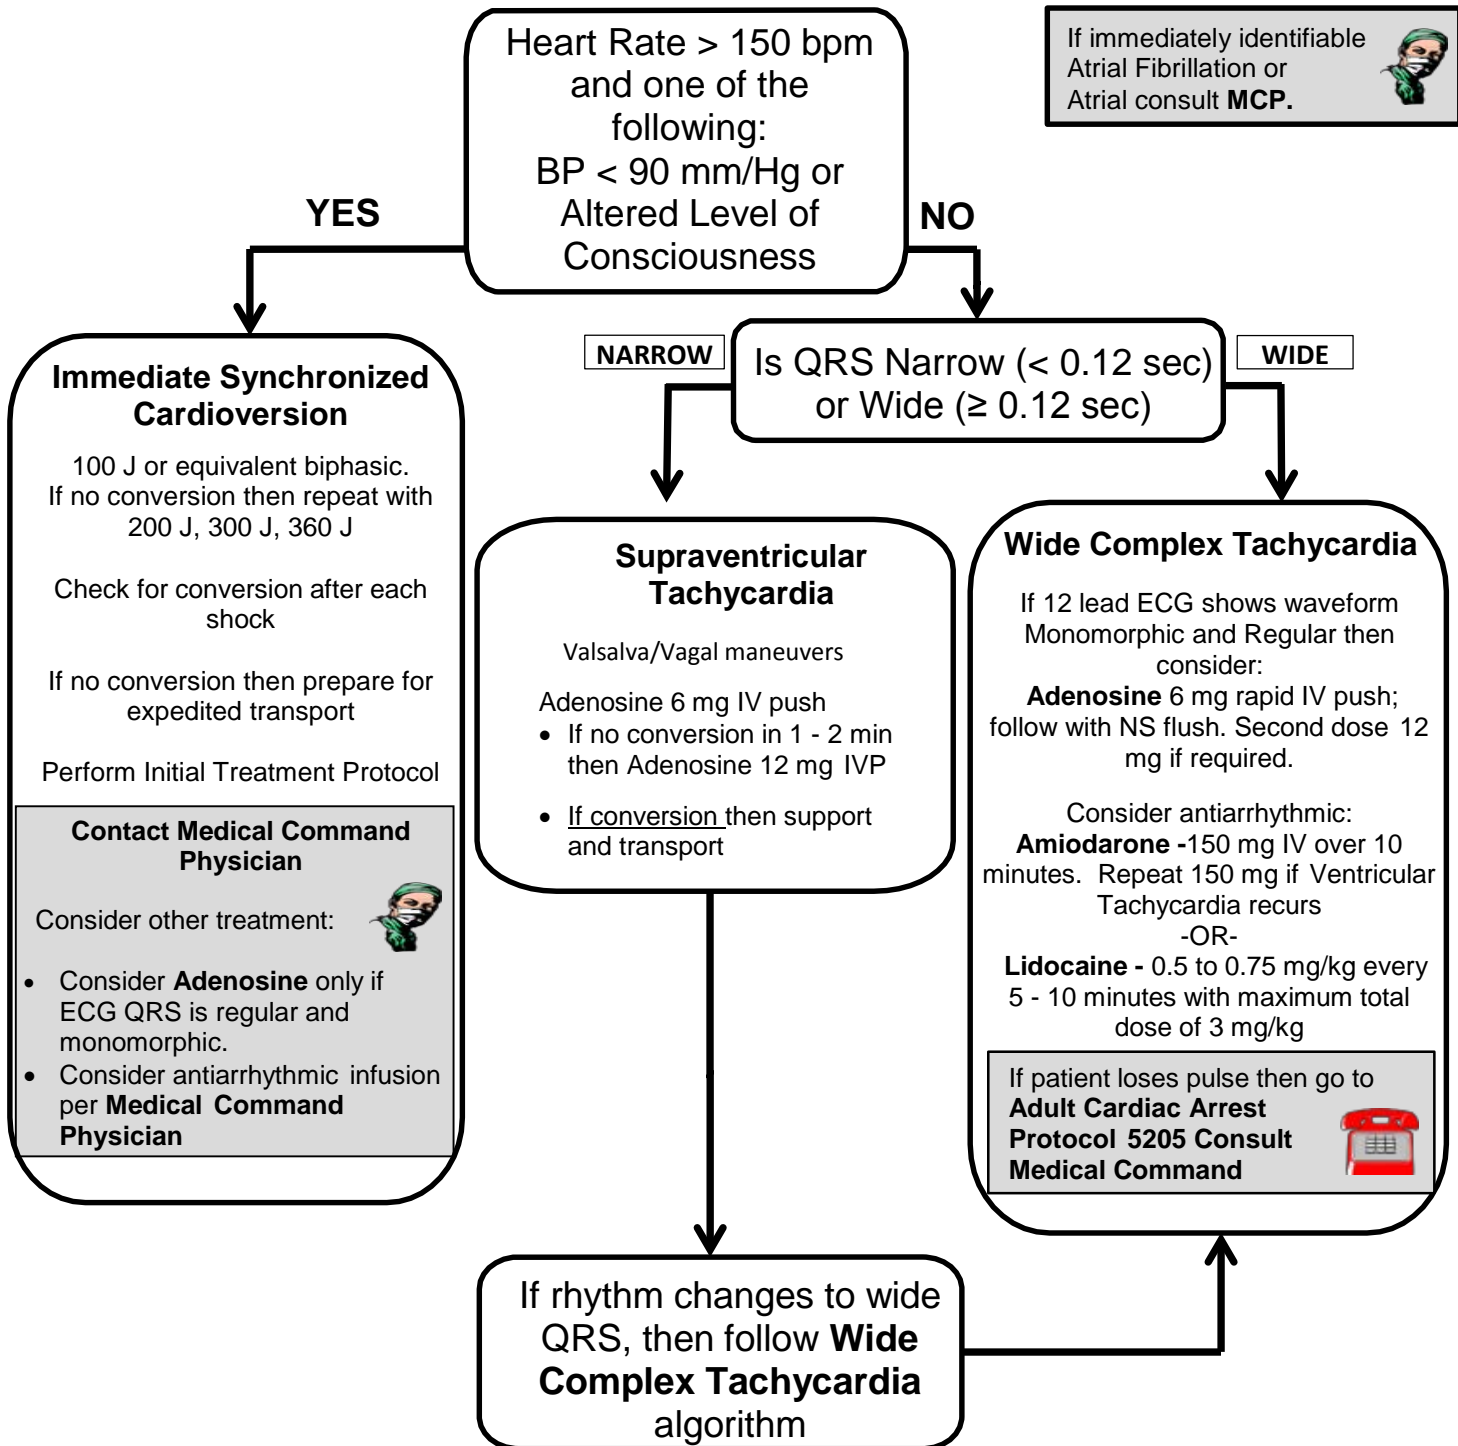 Heart Rate > 150 bpm
and one of the
following:
BP < 90 mm/Hg or
Altered Level of
Consciousness
If immediately identifiable
Atrial Fibrillation or
Atrial consult MCP.
YES
NO
Immediate Synchronized
Cardioversion
100 J or equivalent biphasic.
If no conversion then repeat with
200 J, 300 J, 360 J
Check for conversion after each
shock
If no conversion then prepare for
expedited transport
Perform Initial Treatment Protocol
Contact Medical Command
Physician
Consider other treatment:
• Consider Adenosine only if
ECG QRS is regular and
monomorphic.
• Consider antiarrhythmic infusion
per Medical Command
Physician
NARROW
Is QRS Narrow (< 0.12 sec)
or Wide (≥ 0.12 sec)
WIDE
Supraventricular
Tachycardia
Valsalva/Vagal maneuvers
Adenosine 6 mg IV push
• If no conversion in 1 - 2 min
then Adenosine 12 mg IVP
• If conversion then support
and transport
Wide Complex Tachycardia
If 12 lead ECG shows waveform
Monomorphic and Regular then
consider:
Adenosine 6 mg rapid IV push;
follow with NS flush. Second dose 12
mg if required.
Consider antiarrhythmic:
Amiodarone -150 mg IV over 10
minutes. Repeat 150 mg if Ventricular
Tachycardia recurs
-OR-
Lidocaine - 0.5 to 0.75 mg/kg every
5 - 10 minutes with maximum total
dose of 3 mg/kg
If patient loses pulse then go to
Adult Cardiac Arrest
Protocol 5205 Consult
Medical Command
If rhythm changes to wide
QRS, then follow Wide
Complex Tachycardia
algorithm